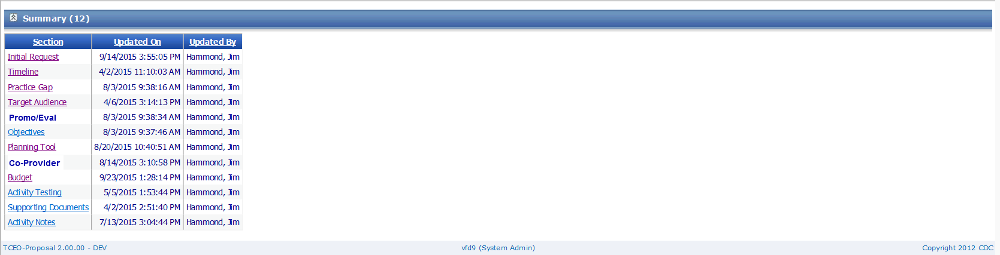 Summary (12)
Section Updated On Updated By
Initial Request 9/14/2015 3:55:05 PM Hammond, Jim
Timeline 4/2/2015 11:10:03 AM Hammond, Jim
Practice Gap 8/3/2015 9:38:16 AM Hammond, Jim
Target Audience 4/6/2015 3:14:13 PM Hammond, Jim
Promo/Eval 8/3/2015 9:38:34 AM Hammond, Jim
Objectives 8/3/2015 9:37:46 AM Hammond, Jim
Planning Tool 8/20/2015 10:40:51 AM Hammond, Jim
Co-Provider 8/14/2015 3:10:58 PM Hammond, Jim
Budget 9/23/2015 1:28:14 PM Hammond, Jim
Activity Testing 5/5/2015 1:53:44 PM Hammond, Jim
Supporting Documents 4/2/2015 2:51:40 PM Hammond, Jim
Activity Notes 7/13/2015 3:04:44 PM Hammond, Jim
TCEO-Proposal 2.00.00 - DEV vfd9 (System Admin) Copyright 2012 CDC